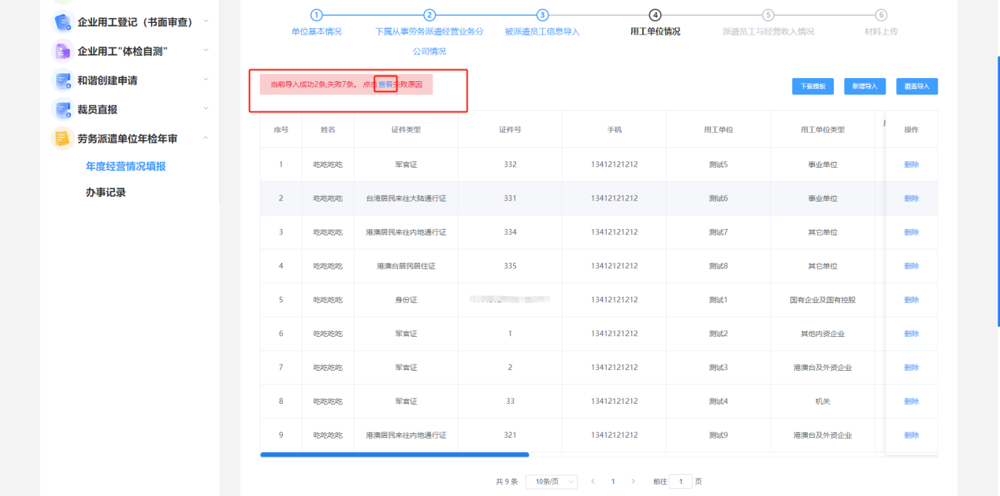 企业用工登记（书面审查）
企业用工"体检自测"
和谐创建申请
裁员直报
劳务派遣单位年检年审
年度经营情况填报
办事记录
1 2 3 4 5 6
单位基本情况 下属从事劳务派遣经营业务分公司情况 被派遣员工信息导入 用工单位情况 派遣员工与经营收入情况 材料上传
当前导入成功2条,失败7条。 点击查看失败原因
下载模板 新增导入 覆盖导入
序号 姓名 证件类型 证件号 手机 用工单位 用工单位类型 操作
1 吃吃吃吃 军官证 332 13412121212 测试5 事业单位 删除
2 吃吃吃吃 台湾居民来往大陆通行证 331 13412121212 测试6 事业单位 删除
3 吃吃吃吃 港澳居民来往内地通行证 334 13412121212 测试7 其它单位 删除
4 吃吃吃吃 港澳台居民居住证 335 13412121212 测试8 其它单位 删除
5 吃吃吃吃 身份证 13412121212 测试1 国有企业及国有控股 删除
6 吃吃吃吃 军官证 1 13412121212 测试2 其他内资企业 删除
7 吃吃吃吃 军官证 2 13412121212 测试3 港澳台及外资企业 删除
8 吃吃吃吃 军官证 33 13412121212 测试4 机关 删除
9 吃吃吃吃 港澳居民来往内地通行证 321 13412121212 测试9 港澳台及外资企业 删除
共 9 条 10条/页 1 前往 1 页